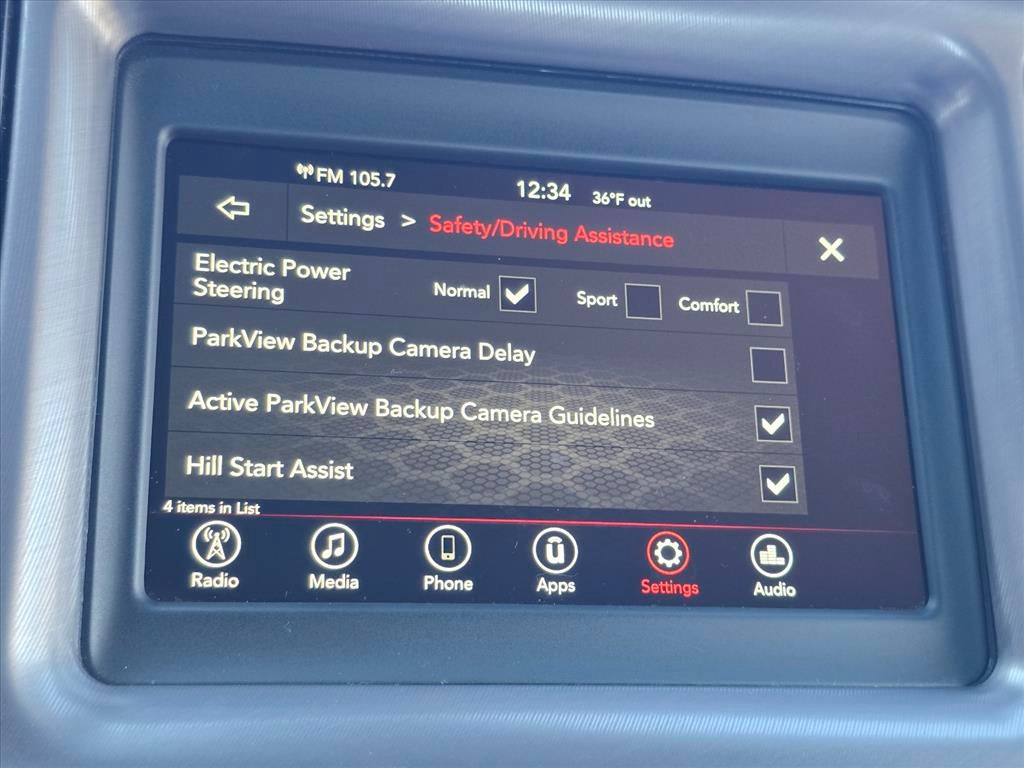 FM 105.7 12:34 36°F out
Settings > Safety/Driving Assistance
Electric Power
Steering
Normal Sport Comfort
ParkView Backup Camera Delay
Active ParkView Backup Camera Guidelines
Hill Start Assist
4 items in List
Radio Media Phone Apps Settings Audio